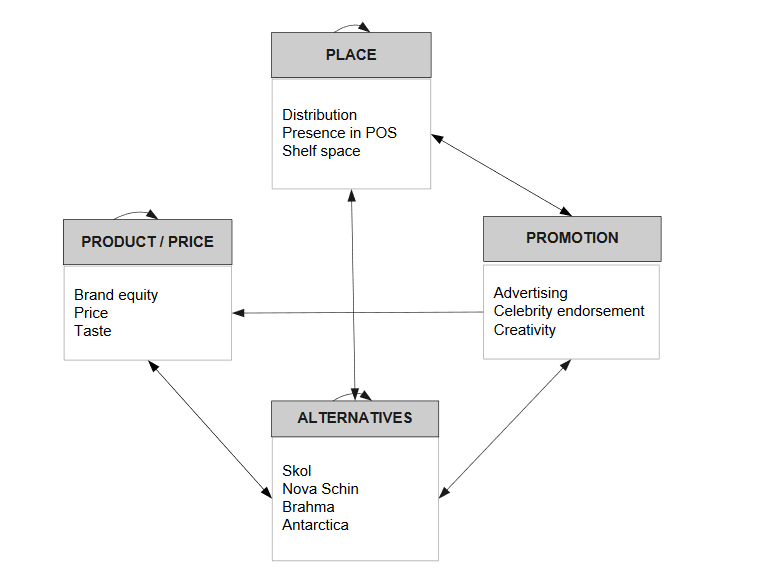 PLACE
Distribution
Presence in POS
Shelf space
PRODUCT / PRICE
Brand equity
Price
Taste
PROMOTION
Advertising
Celebrity endorsement
Creativity
ALTERNATIVES
Skol
Nova Schin
Brahma
Antarctica